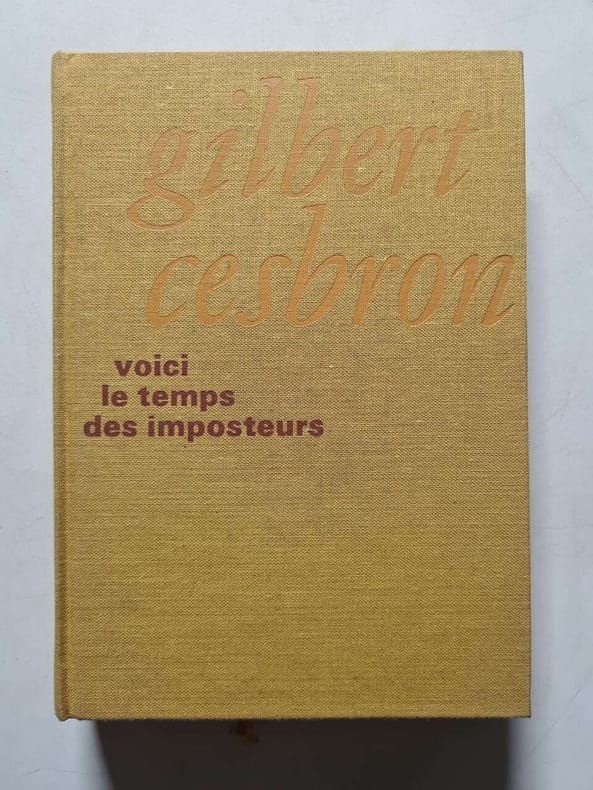 gilbert
cesbron
voici
le temps
des imposteurs